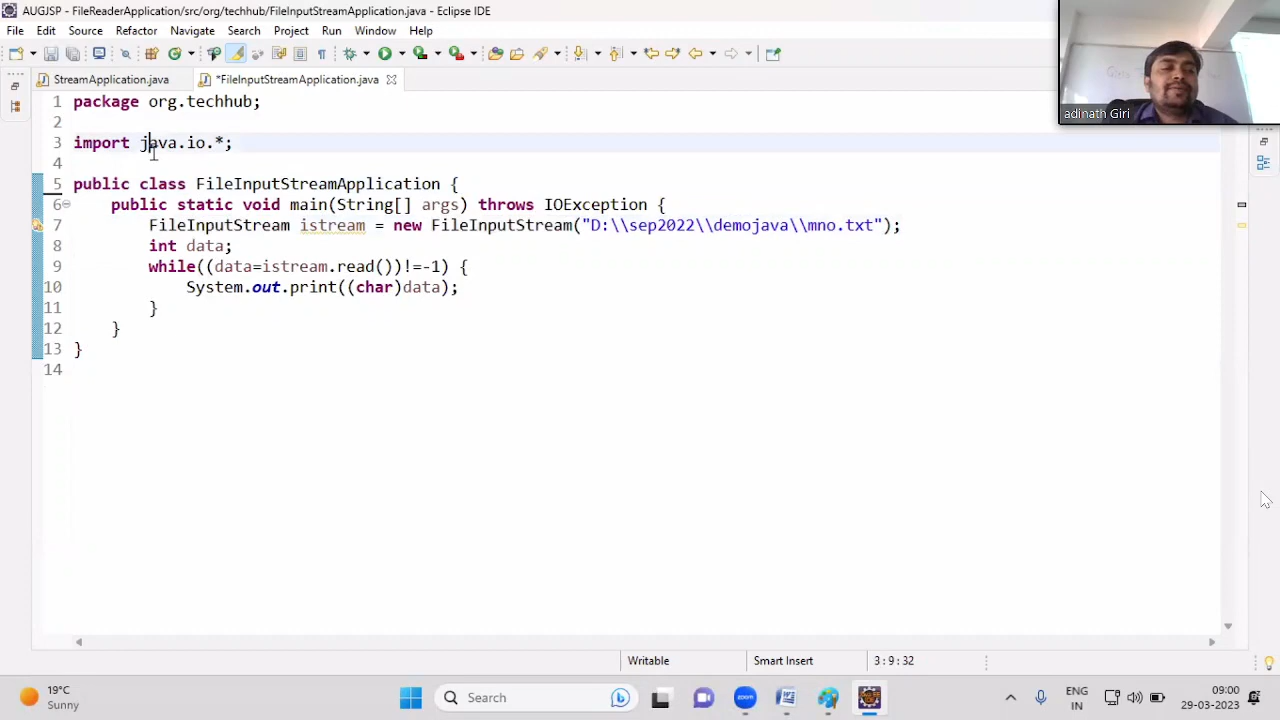 AUGJSP - FileReaderApplication/src/org/techhub/FileInputStreamApplication.java - Eclipse IDE
File Edit Source Refactor Navigate Search Project Run Window Help
StreamApplication.java *FileInputStreamApplication.java
1 package org.techhub;
2
3 import java.io.*;
4
5 public class FileInputStreamApplication {
6 public static void main(String[] args) throws IOException {
7 FileInputStream istream = new FileInputStream("D:\\sep2022\\demojava\\mno.txt");
8 int data;
9 while((data=istream.read())!=-1) {
10 System.out.print((char)data);
11 }
12 }
13 }
14
adinath Giri
Writable Smart Insert 3 : 9 : 32
19°C
Sunny
Search
zoom
ENG
IN
09:00
29-03-2023